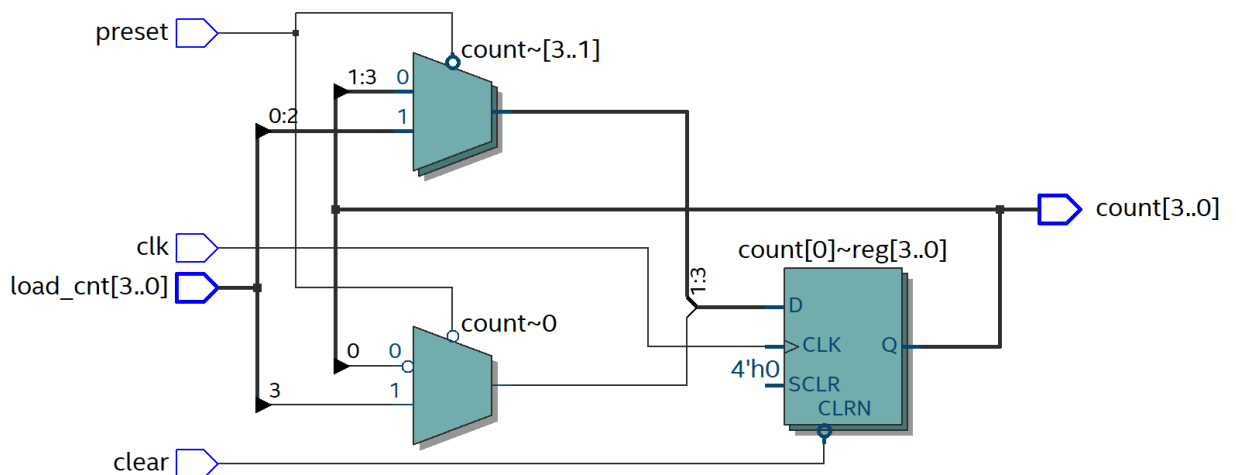 preset
count~[3..1]
1:3
0
0:2
1
count[3..0]
clk
count[0]~reg[3..0]
load_cnt[3..0]
1:3
D
count~0
0
0
CLK
Q
4'h0
SCLR
3
1
CLRN
clear